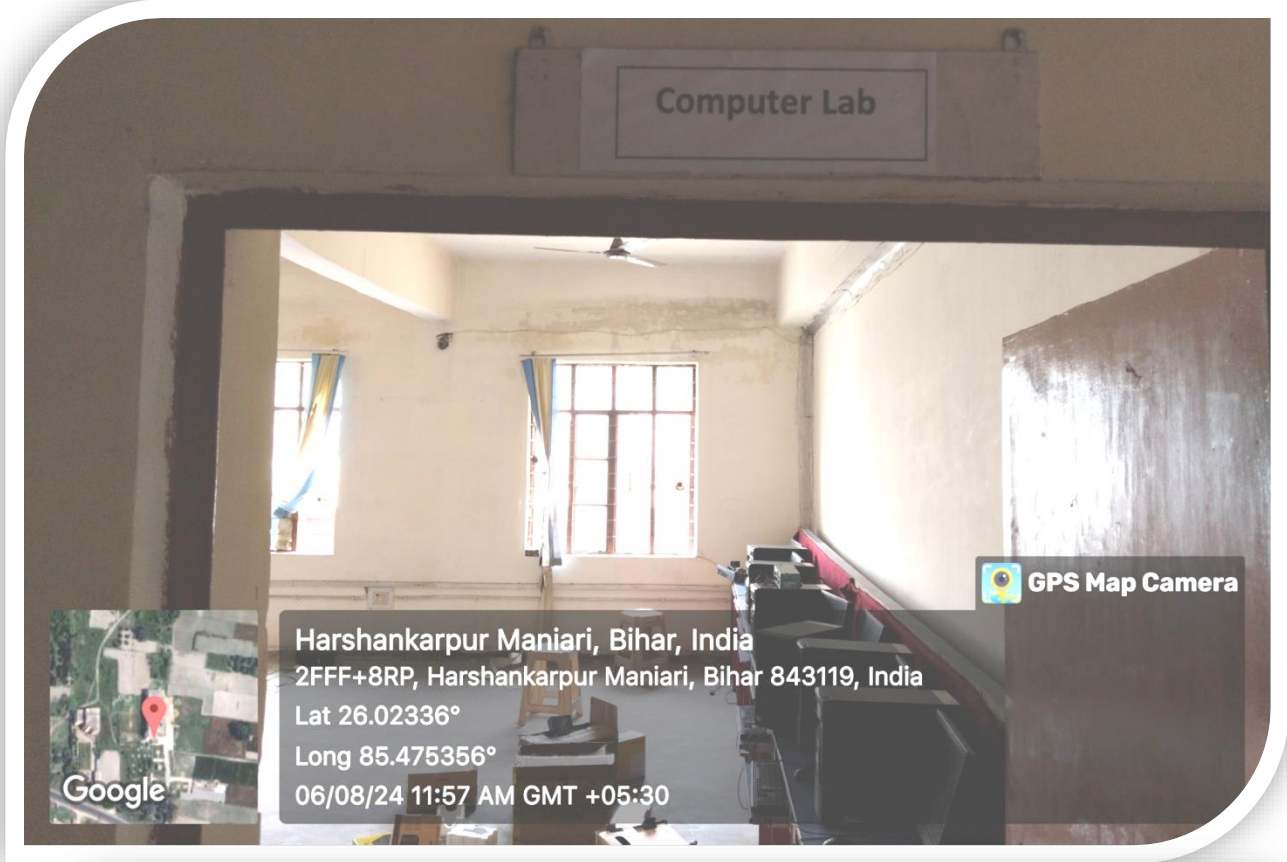 Computer Lab
GPS Map Camera
Harshankarpur Maniari, Bihar, India
2FFF+8RP, Harshankarpur Maniari, Bihar 843119, India
Lat 26.02336°
Long 85.475356°
06/08/24 11:57 AM GMT +05:30
Google